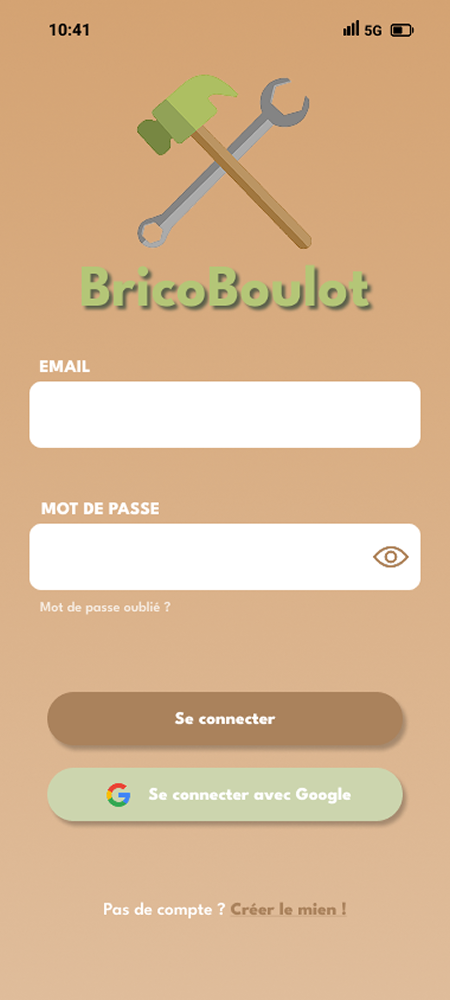 10:41 5G
BricoBoulot
EMAIL
MOT DE PASSE
Mot de passe oublié ?
Se connecter
Se connecter avec Google
Pas de compte ? Créer le mien !